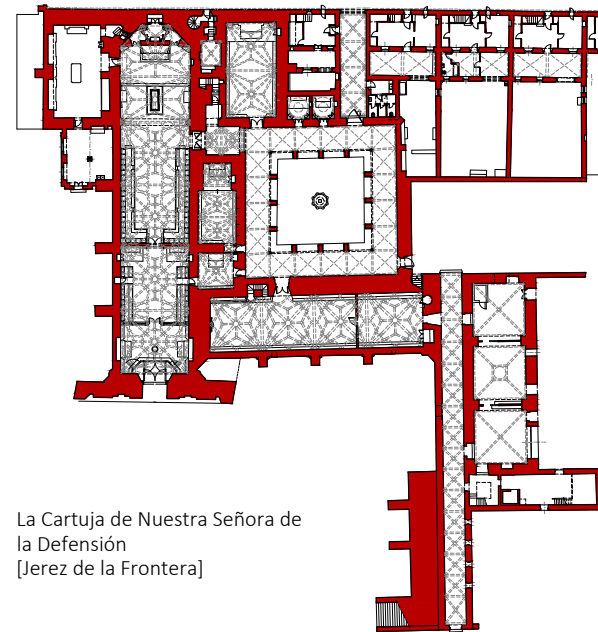 La Cartuja de Nuestra Señora de
la Defensión
[Jerez de la Frontera]